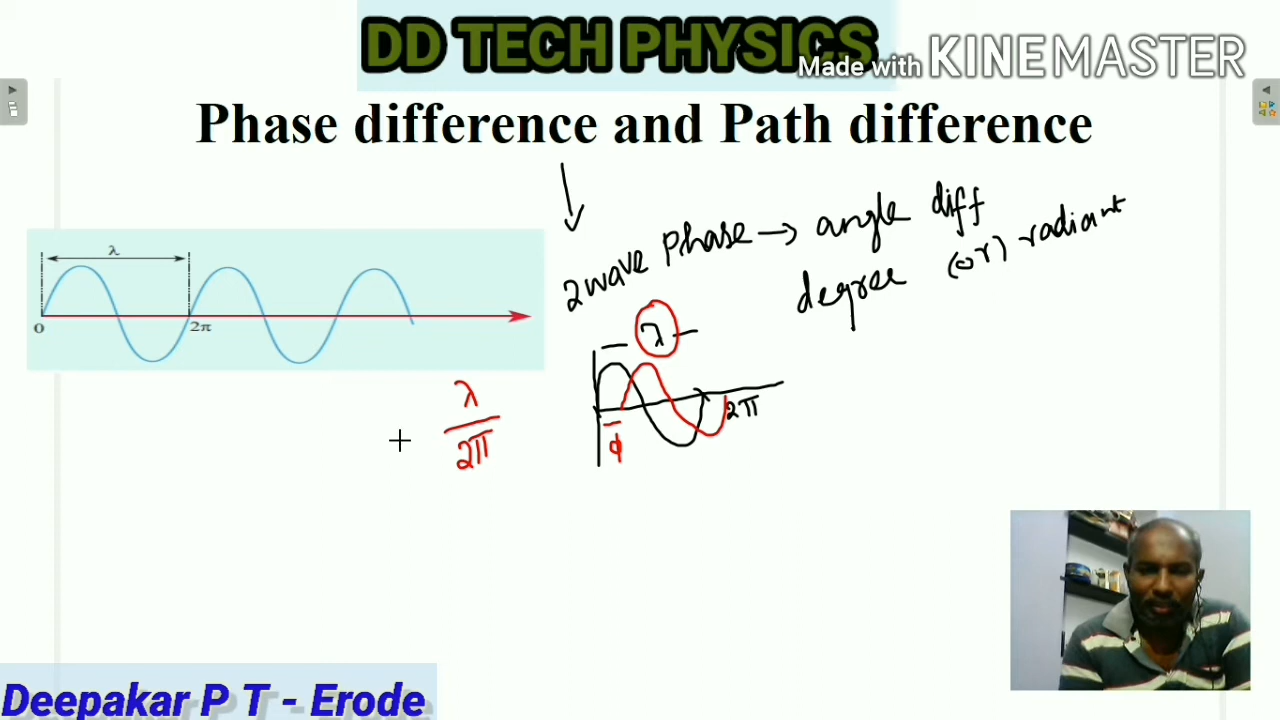 DD TECH PHYSICS
Made with KINEMASTER
Phase difference and Path difference
2wave phase → angle diff
degree (or) radiant
λ
0
2π
λ
2π
ϕ
λ
2π
Deepakar P T - Erode